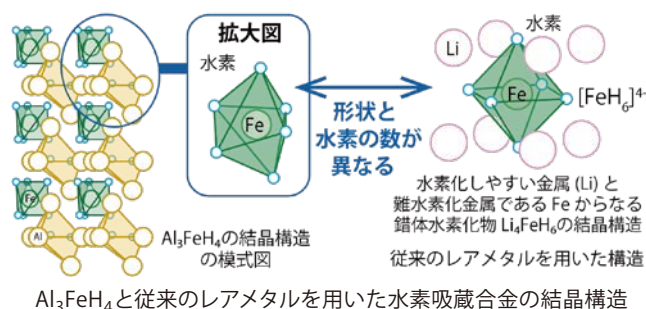 拡大図
水素
Fe
形状と
水素の数が
異なる
水素
Li
Fe
[FeH₆]⁴⁻
Fe
Fe
Fe
Al
Al₃FeH₄の結晶構造
の模式図
水素化しやすい金属 (Li) と
難水素化金属である Fe からなる
錯体水素化物 Li₄FeH₆の結晶構造
従来のレアメタルを用いた構造
Al₃FeH₄と従来のレアメタルを用いた水素吸蔵合金の結晶構造